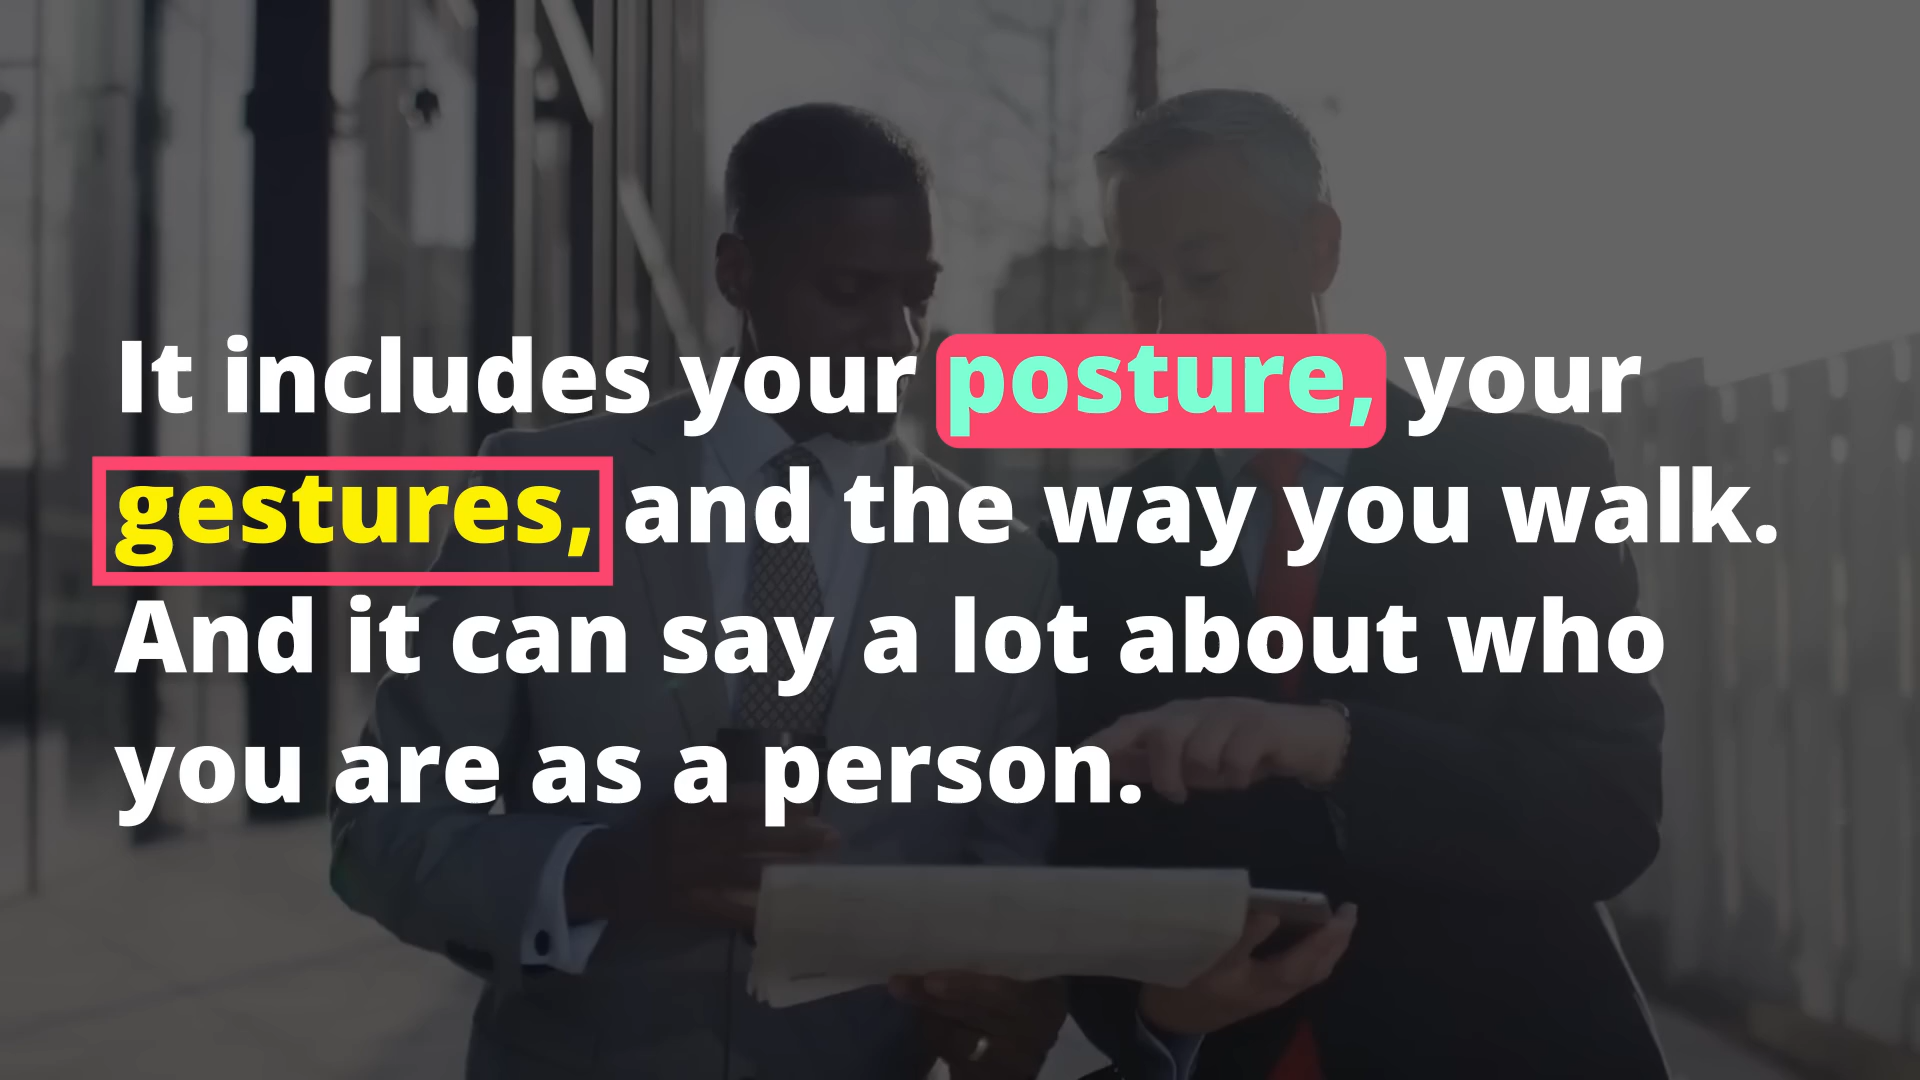 It includes your posture, your
gestures, and the way you walk.
And it can say a lot about who
you are as a person.